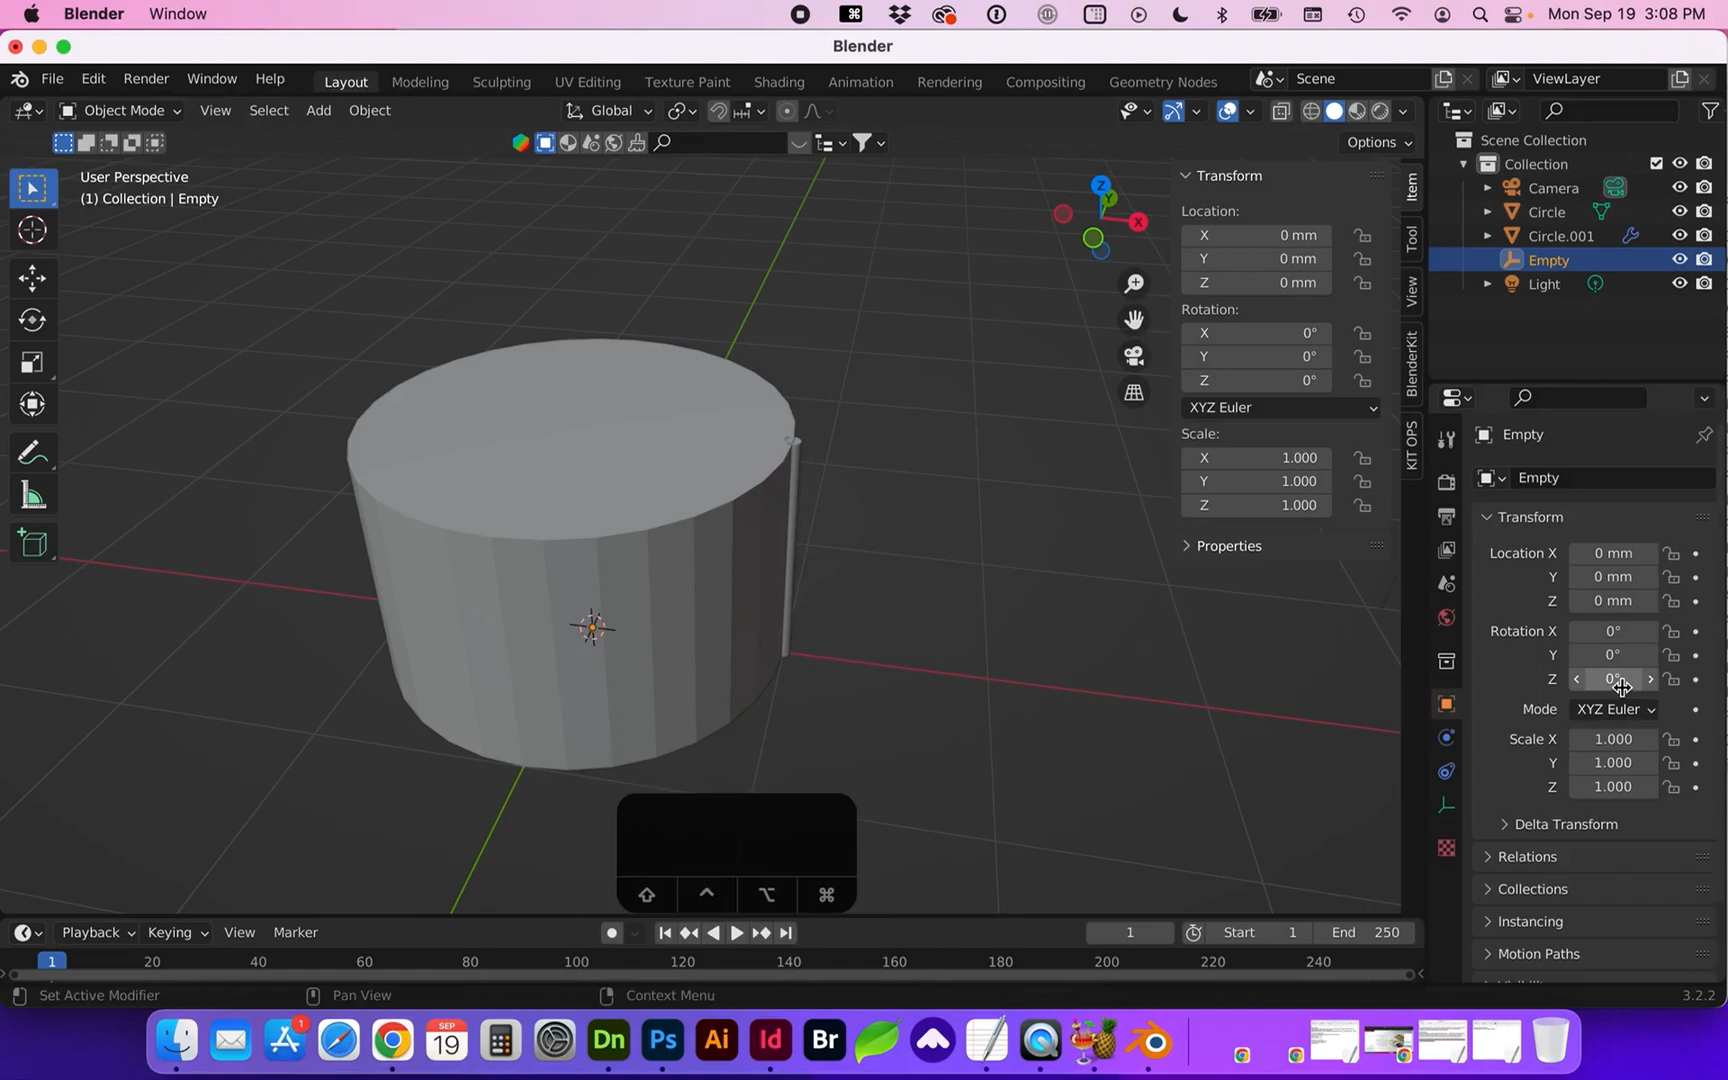 Blender Window Mon Sep 19 3:08 PM
Blender
File Edit Render Window Help Layout Modeling Sculpting UV Editing Texture Paint Shading Animation Rendering Compositing Geometry Nodes Scene ViewLayer
Object Mode View Select Add Object Global
Options
User Perspective
(1) Collection | Empty
Z
Y
X
Transform
Location:
X 0 mm
Y 0 mm
Z 0 mm
Rotation:
X 0°
Y 0°
Z 0°
XYZ Euler
Scale:
X 1.000
Y 1.000
Z 1.000
Properties
Item
Tool
View
BlenderKit
KIT OPS
Scene Collection
Collection
Camera
Circle
Circle.001
Empty
Light
Empty
Empty
Transform
Location X 0 mm
Y 0 mm
Z 0 mm
Rotation X 0°
Y 0°
Z 0°
Mode XYZ Euler
Scale X 1.000
Y 1.000
Z 1.000
Delta Transform
Relations
Collections
Instancing
Motion Paths
Playback Keying View Marker 1 Start 1 End 250
1 20 40 60 80 100 120 140 160 180 200 220 240
Set Active Modifier Pan View Context Menu 3.2.2
1 SEP
19 Dn Ps Ai Id Br